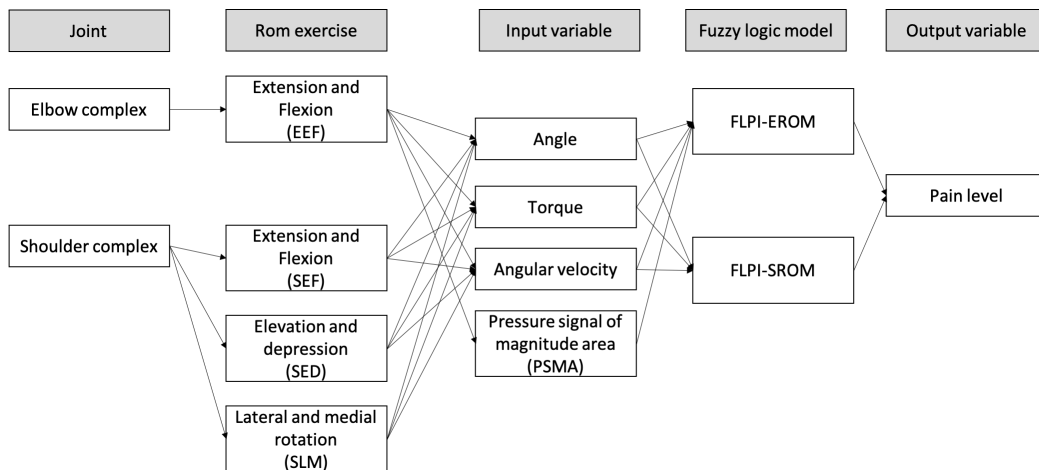 Joint
Rom exercise
Input variable
Fuzzy logic model
Output variable
Elbow complex
Extension and
Flexion
(EEF)
Angle
FLPI-EROM
Torque
Pain level
Shoulder complex
Extension and
Flexion
(SEF)
Angular velocity
FLPI-SROM
Elevation and
depression
(SED)
Pressure signal of
magnitude area
(PSMA)
Lateral and medial
rotation
(SLM)